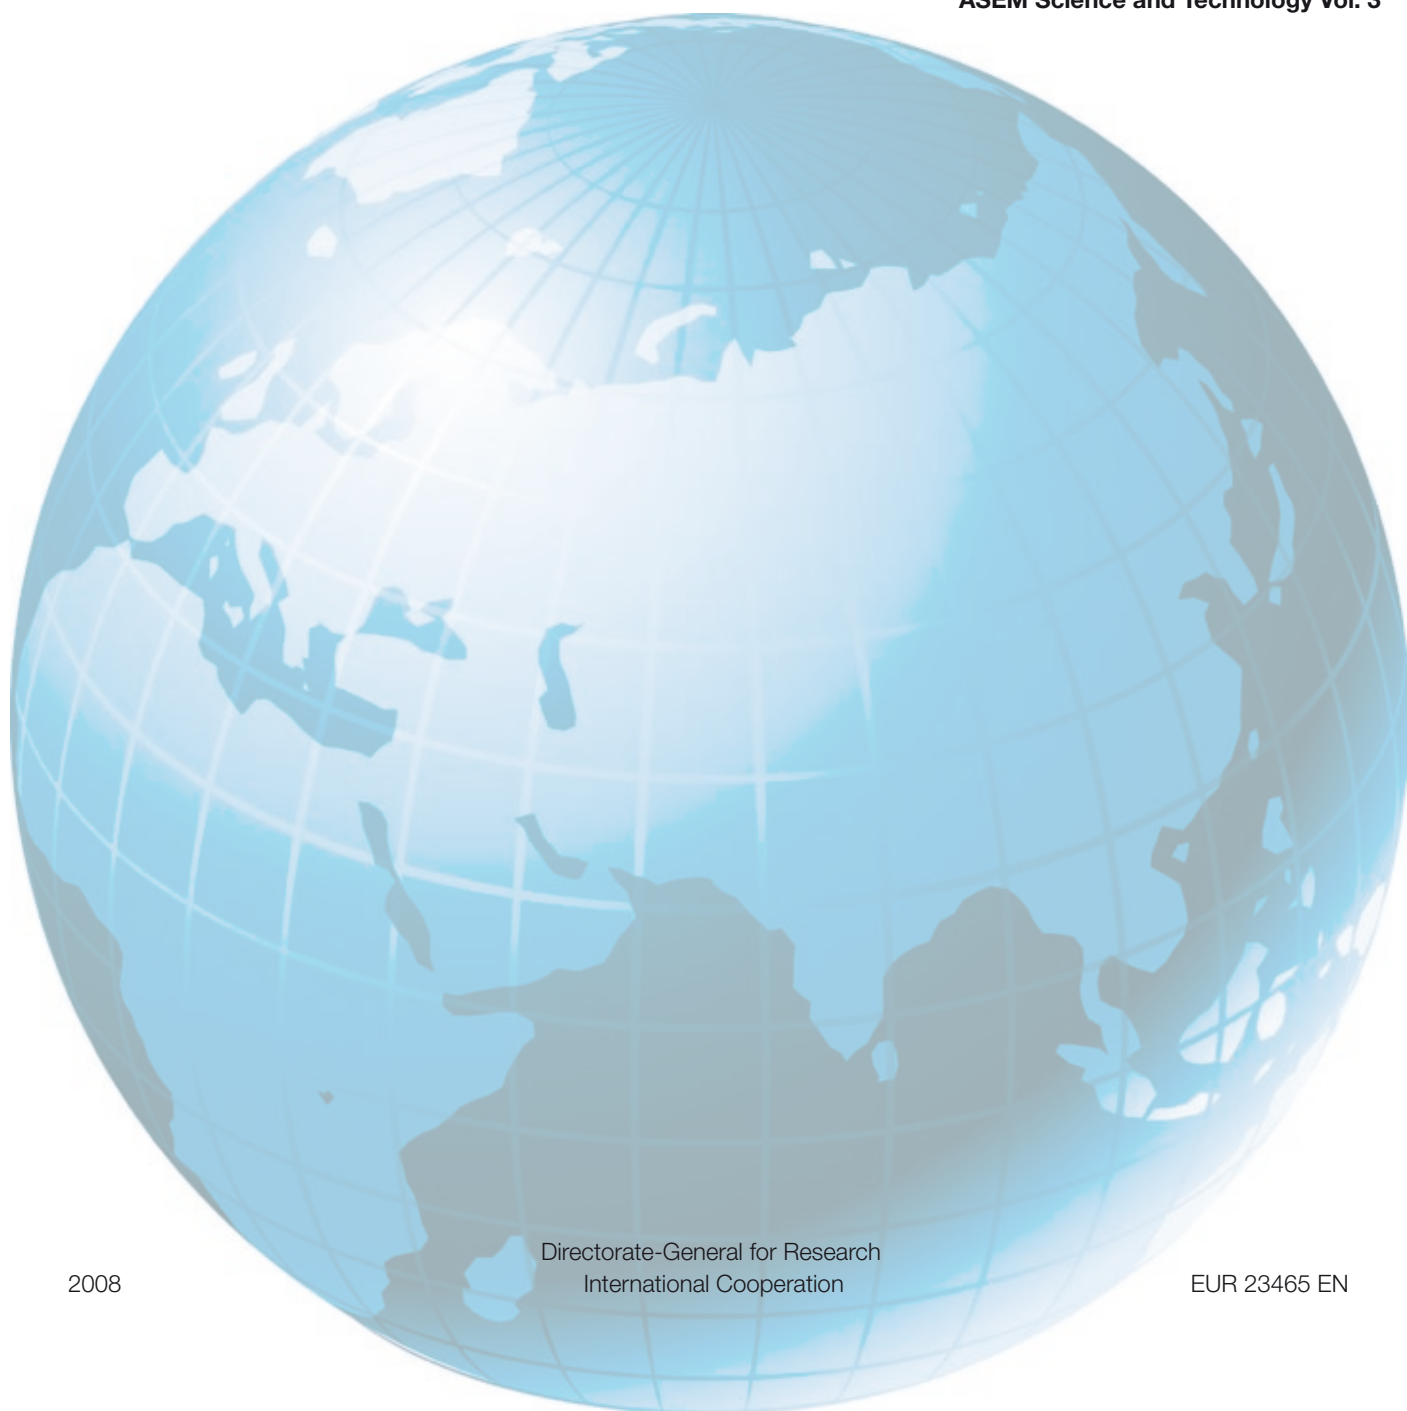 ASEM Science and Technology Vol. 3
Directorate-General for Research
2008 International Cooperation EUR 23465 EN